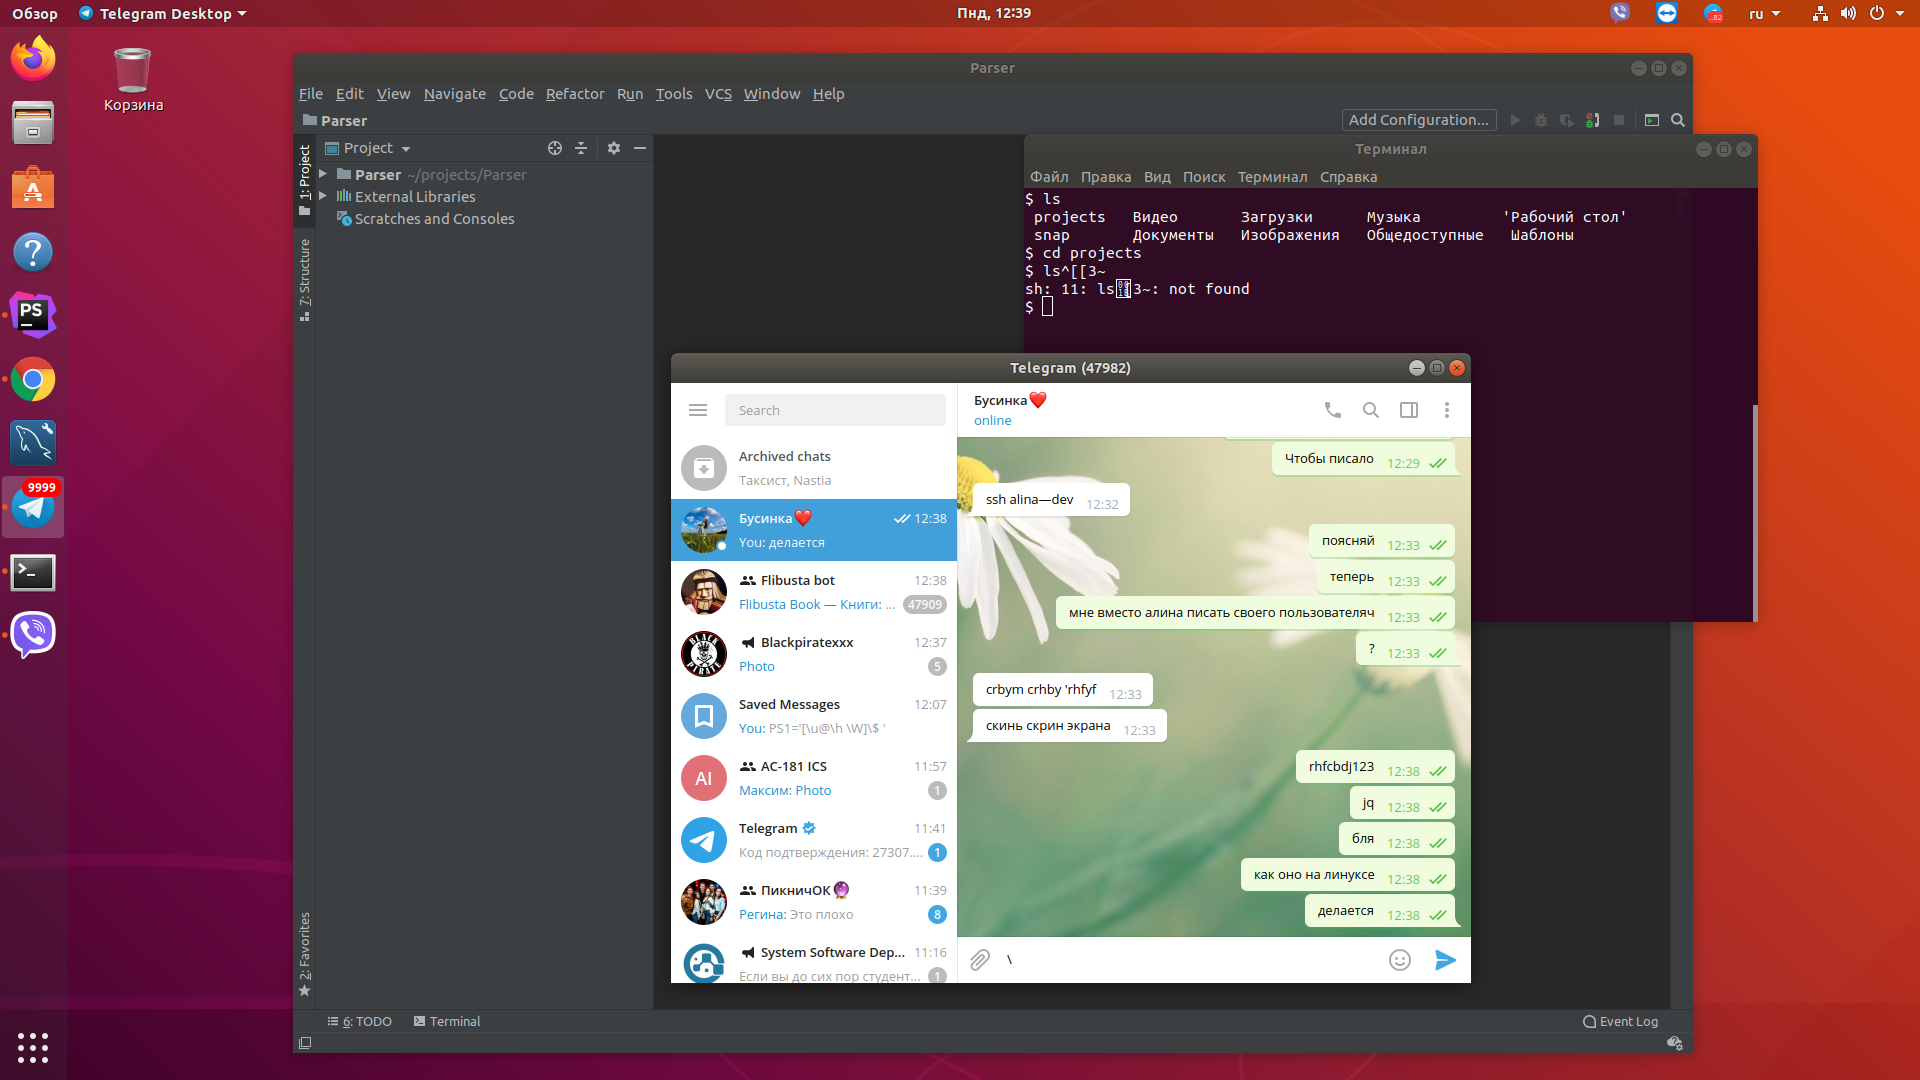 Обзор
Telegram Desktop
Пнд, 12:39
82
ru
Корзина
Parser
File Edit View Navigate Code Refactor Run Tools VCS Window Help
Parser
Add Configuration...
1: Project
7: Structure
2: Favorites
Project
Parser ~/projects/Parser
External Libraries
Scratches and Consoles
PS
9999
Терминал
Файл Правка Вид Поиск Терминал Справка
$ ls
projects Видео Загрузки Музыка 'Рабочий стол'
snap Документы Изображения Общедоступные Шаблоны
$ cd projects
$ ls^[[3~
sh: 11: ls[3~: not found
$
Telegram (47982)
Search
Archived chats
Таксист, Nastia
Бусинка❤️ 12:38
You: делается
Flibusta bot 12:38
Flibusta Book — Книги: ... 47909
BLACK PIRATE
Blackpiratexxx 12:37
Photo 5
Saved Messages 12:07
You: PS1='[\u@\h \W]\$ '
AI
АС-181 ICS 11:57
Максим: Photo 1
Telegram 11:41
Код подтверждения: 27307.... 1
ПикничОК🔮 11:39
Регина: Это плохо 8
System Software Dep... 11:16
Если вы до сих пор студент... 1
Бусинка❤️
online
Чтобы писало 12:29
ssh alina—dev 12:32
поясняй 12:33
теперь 12:33
мне вместо алина писать своего пользователяч 12:33
? 12:33
crbym crhby 'rhfyf 12:33
скинь скрин экрана 12:33
rhfcbdj123 12:38
jq 12:38
бля 12:38
как оно на линуксе 12:38
делается 12:38
\
6: TODO
Terminal
Event Log